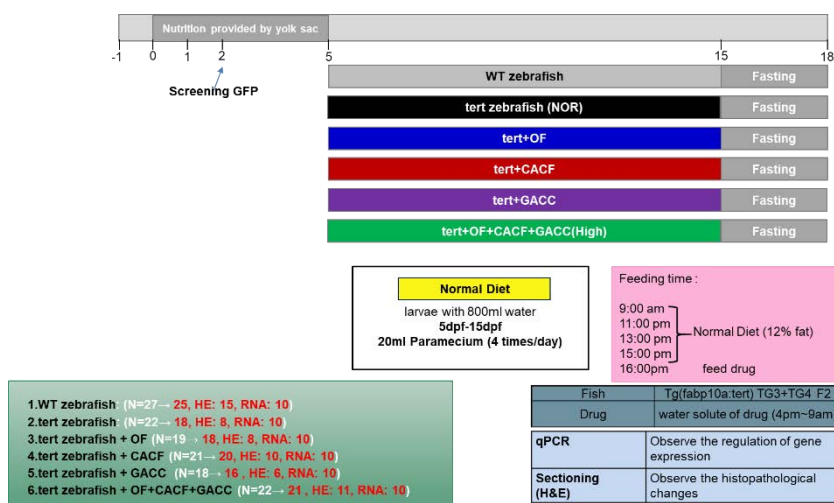 Nutrition provided by yolk sac
-1 0 1 2 5 15 18
Screening GFP
WT zebrafish Fasting
tert zebrafish (NOR) Fasting
tert+OF Fasting
tert+CACF Fasting
tert+GACC Fasting
tert+OF+CACF+GACC(High) Fasting
Normal Diet
larvae with 800ml water
5dpf-15dpf
20ml Paramecium (4 times/day)
Feeding time :
9:00 am
11:00 pm
13:00 pm
15:00 pm
Normal Diet (12% fat)
16:00pm feed drug
1.WT zebrafish: (N=27→ 25, HE: 15, RNA: 10)
2.tert zebrafish: (N=22→ 18, HE: 8, RNA: 10)
3.tert zebrafish + OF (N=19→ 18, HE: 8, RNA: 10)
4.tert zebrafish + CACF (N=21→ 20, HE: 10, RNA: 10)
5.tert zebrafish + GACC (N=18→ 16 , HE: 6, RNA: 10)
6.tert zebrafish + OF+CACF+GACC (N=22→ 21 , HE: 11, RNA: 10)
Fish Tg(fabp10a:tert) TG3+TG4 F2
Drug water solute of drug (4pm~9am
qPCR Observe the regulation of gene
expression
Sectioning Observe the histopathological
(H&E) changes